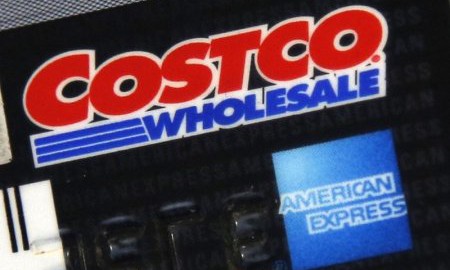 COSTCO
WHOLESALE
AMERICAN
EXPRESS